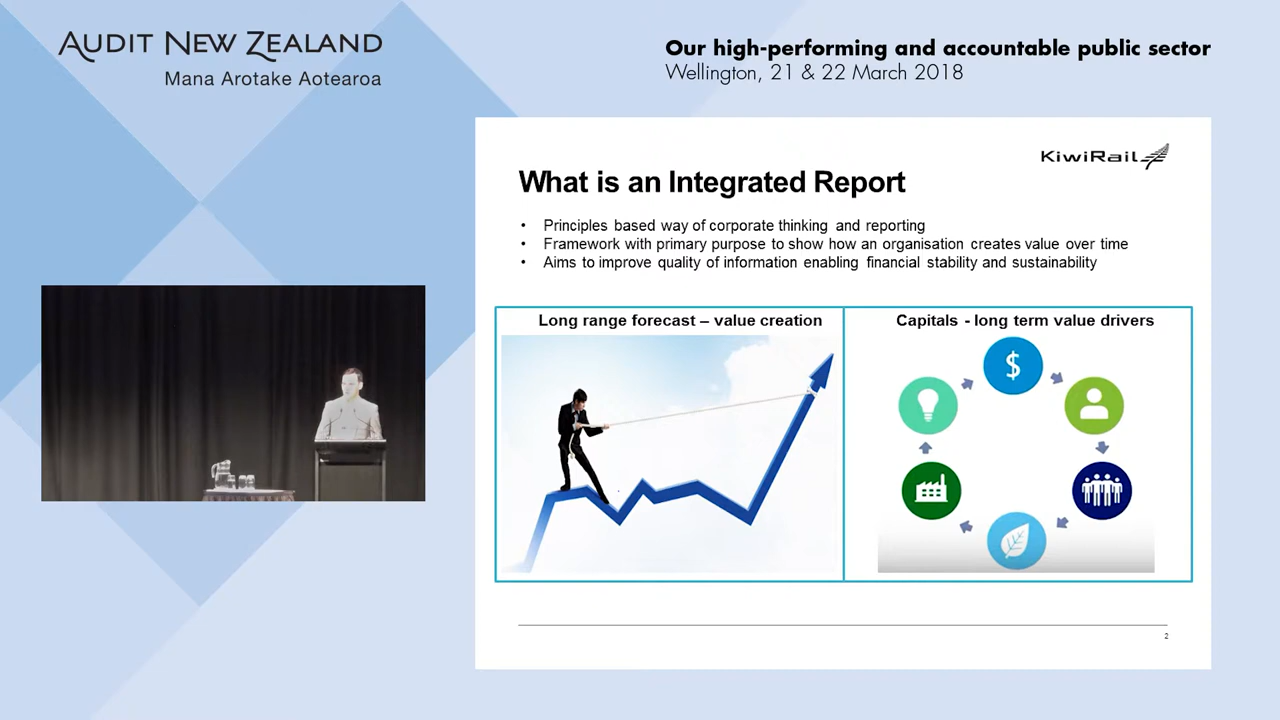 AUDIT NEW ZEALAND
Mana Arotake Aotearoa
Our high-performing and accountable public sector
Wellington, 21 & 22 March 2018
KiwiRail
What is an Integrated Report
• Principles based way of corporate thinking and reporting
• Framework with primary purpose to show how an organisation creates value over time
• Aims to improve quality of information enabling financial stability and sustainability
Long range forecast – value creation
Capitals - long term value drivers
$
2